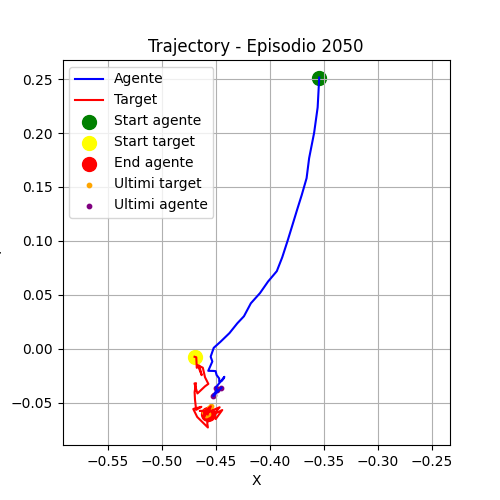 Trajectory - Episodio 2050
Agente
Target
Start agente
Start target
End agente
Ultimi target
Ultimi agente
0.25
0.20
0.15
0.10
0.05
0.00
−0.05
−0.55
−0.50
−0.45
−0.40
−0.35
−0.30
−0.25
X